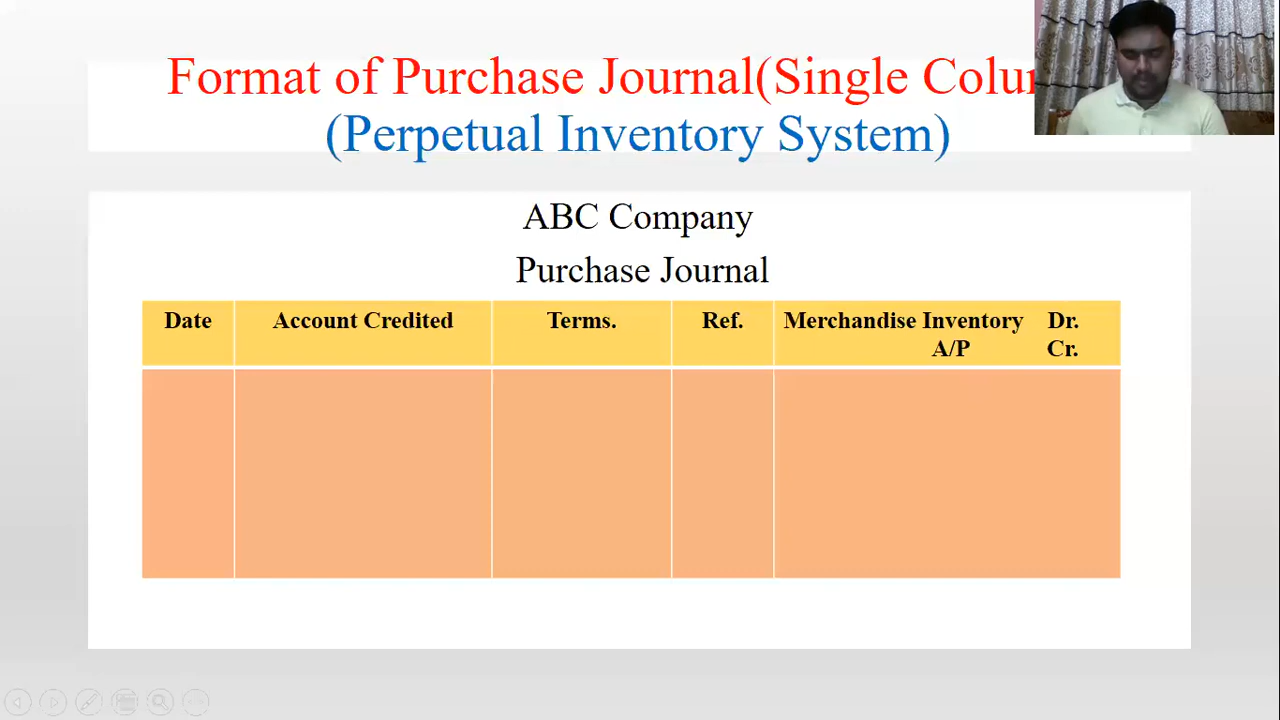 Format of Purchase Journal(Single
(Perpetual Inventory System)
ABC Company
Purchase Journal
Date Account Credited Terms. Ref. Merchandise Inventory Dr.
A/P Cr.